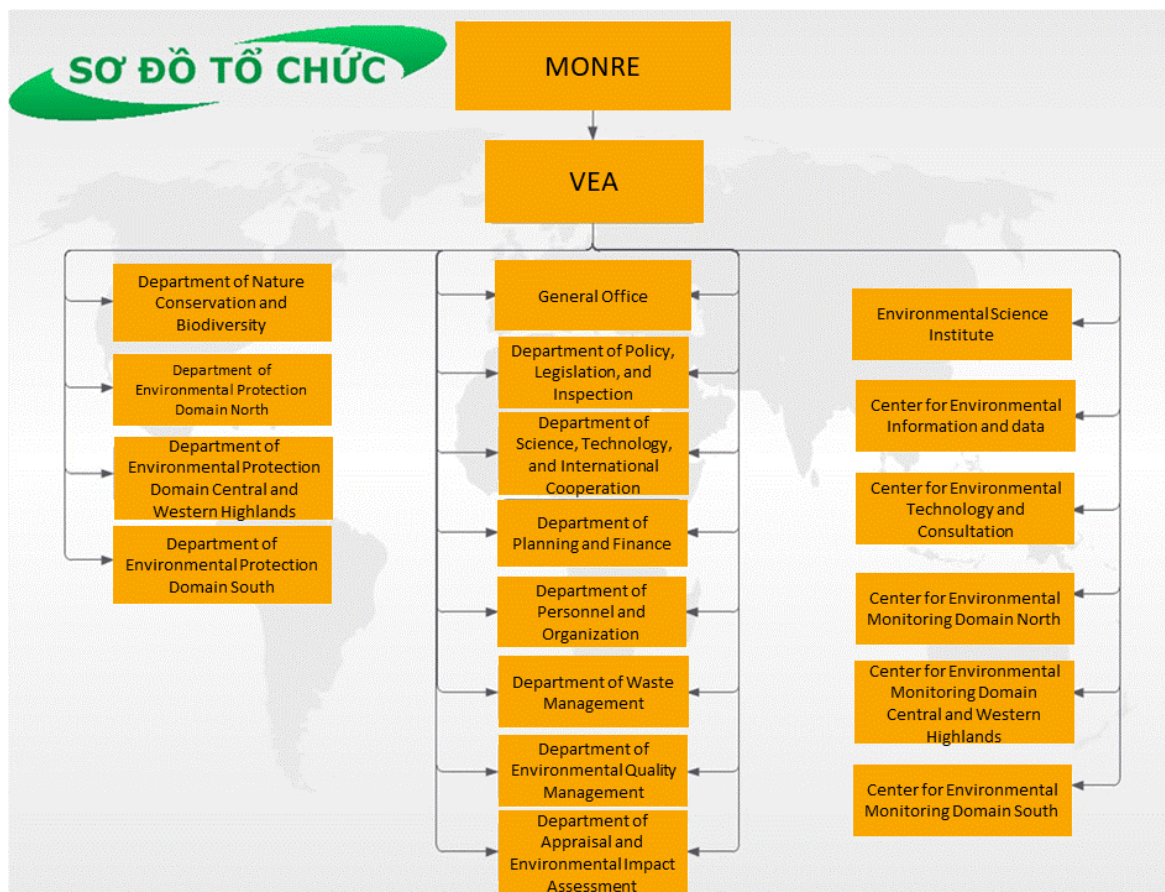 SƠ ĐỒ TỔ CHỨC
MONRE
VEA
Department of Nature
Conservation and
Biodiversity
Department of
Environmental Protection
Domain North
Department of
Environmental Protection
Domain Central and
Western Highlands
Department of
Environmental Protection
Domain South
General Office
Department of Policy,
Legislation, and
Inspection
Department of
Science, Technology,
and International
Cooperation
Department of
Planning and Finance
Department of
Personnel and
Organization
Department of Waste
Management
Department of
Environmental Quality
Management
Department of
Appraisal and
Environmental Impact
Assessment
Environmental Science
Institute
Center for Environmental
Information and data
Center for Environmental
Technology and
Consultation
Center for Environmental
Monitoring Domain North
Center for Environmental
Monitoring Domain
Central and Western
Highlands
Center for Environmental
Monitoring Domain South